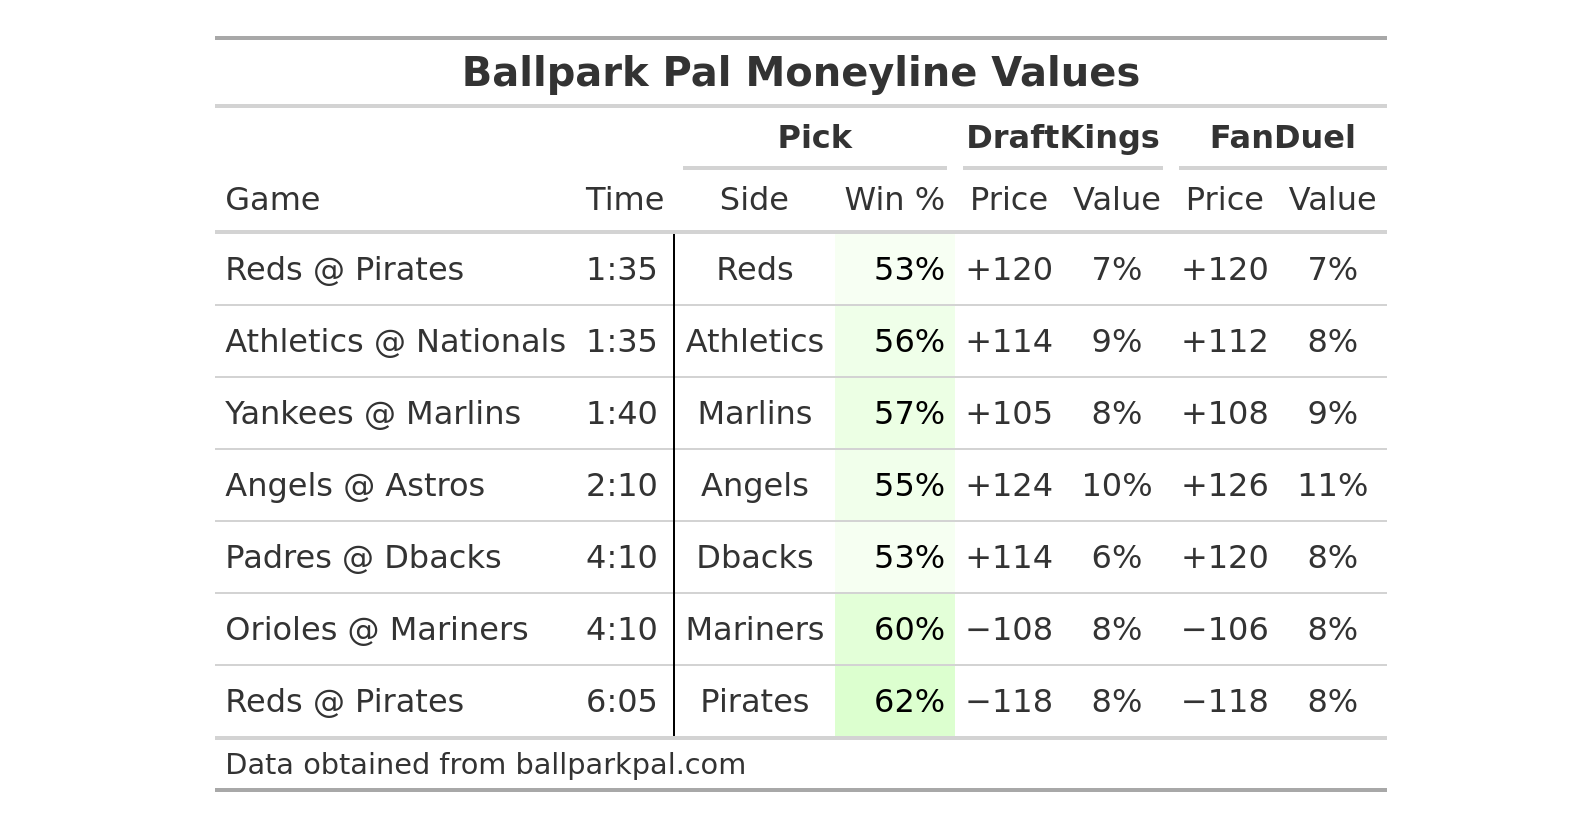 Ballpark Pal Moneyline Values
Pick DraftKings FanDuel
Game Time Side Win % Price Value Price Value
Reds @ Pirates 1:35 Reds 53% +120 7% +120 7%
Athletics @ Nationals 1:35 Athletics 56% +114 9% +112 8%
Yankees @ Marlins 1:40 Marlins 57% +105 8% +108 9%
Angels @ Astros 2:10 Angels 55% +124 10% +126 11%
Padres @ Dbacks 4:10 Dbacks 53% +114 6% +120 8%
Orioles @ Mariners 4:10 Mariners 60% −108 8% −106 8%
Reds @ Pirates 6:05 Pirates 62% −118 8% −118 8%
Data obtained from ballparkpal.com